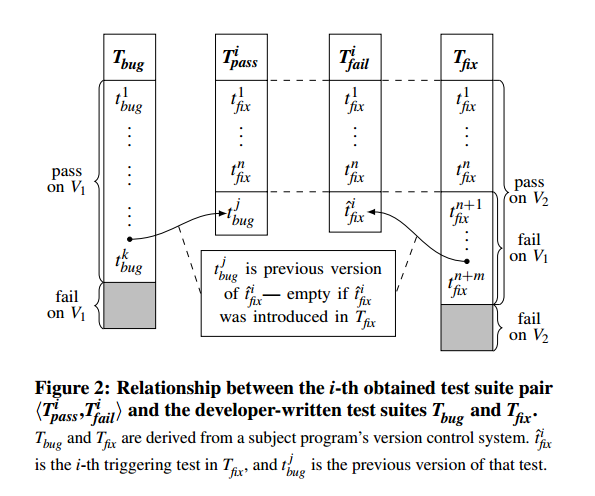 T_bug T^i_pass T^i_fail T_fix
t^1_bug t^1_fix t^1_fix t^1_fix
pass
on V_1
t^n_fix t^n_fix t^n_fix
pass
on V_2
t^j_bug t̂^i_fix t^{n+1}_fix
t^k_bug
fail
on V_1
t^{n+m}_fix
t^j_bug is previous version
of t̂^i_fix— empty if t̂^i_fix
was introduced in T_fix
fail
on V_1
fail
on V_2
Figure 2: Relationship between the i-th obtained test suite pair
⟨T^i_pass,T^i_fail⟩ and the developer-written test suites T_bug and T_fix.
T_bug and T_fix are derived from a subject program's version control system. t̂^i_fix
is the i-th triggering test in T_fix, and t^j_bug is the previous version of that test.